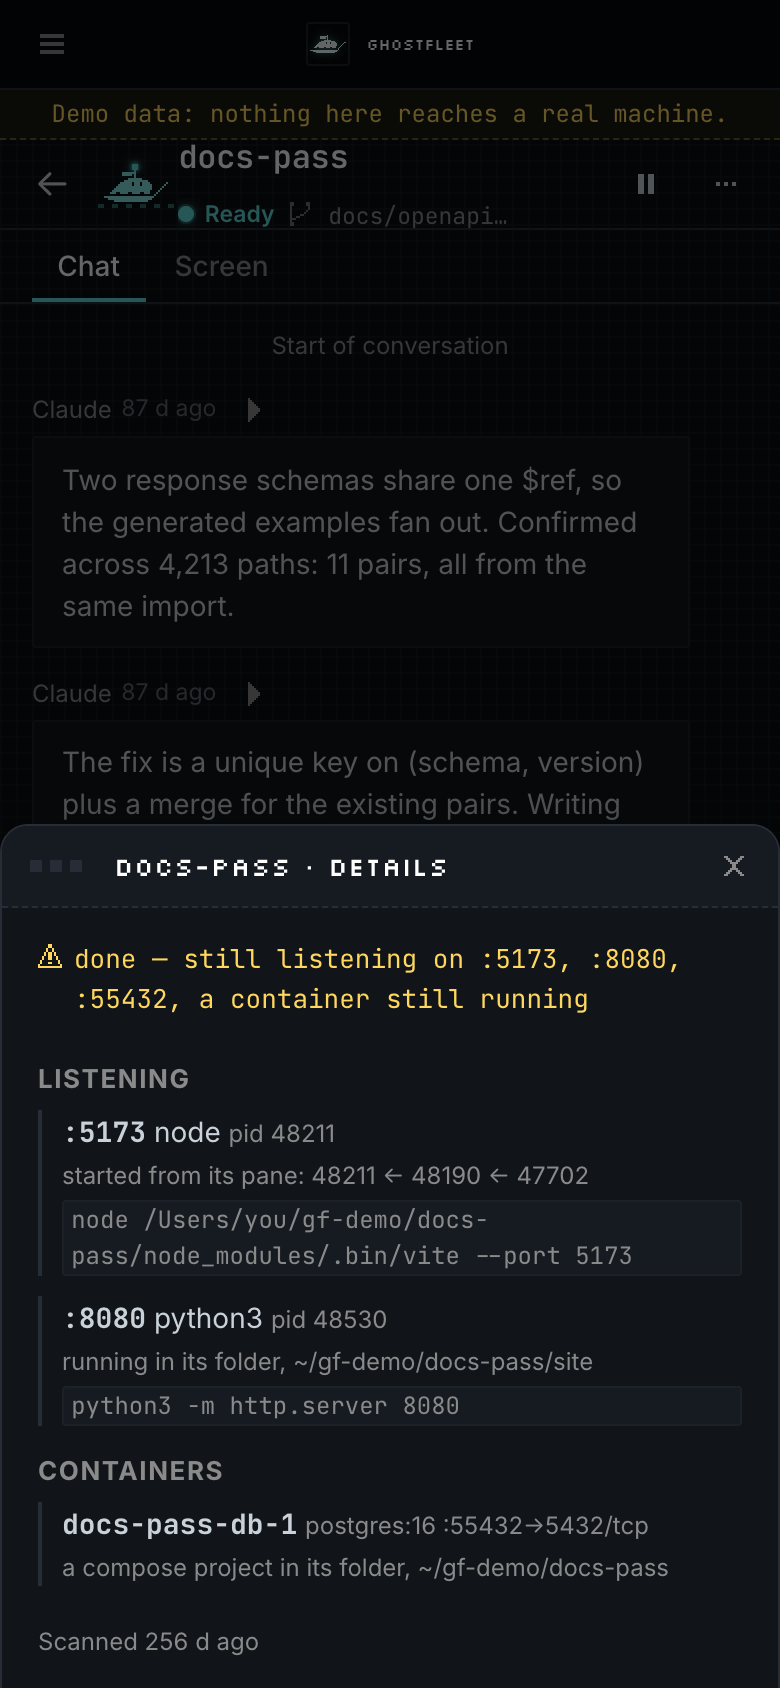 GHOSTFLEET
Demo data: nothing here reaches a real machine.
docs-pass
Ready docs/openapi…
Chat Screen
Start of conversation
Claude 87 d ago
Two response schemas share one $ref, so
the generated examples fan out. Confirmed
across 4,213 paths: 11 pairs, all from the
same import.
Claude 87 d ago
The fix is a unique key on (schema, version)
plus a merge for the existing pairs. Writing
DOCS-PASS · DETAILS
done — still listening on :5173, :8080,
:55432, a container still running
LISTENING
:5173 node pid 48211
started from its pane: 48211 ← 48190 ← 47702
node /Users/you/gf-demo/docs-
pass/node_modules/.bin/vite --port 5173
:8080 python3 pid 48530
running in its folder, ~/gf-demo/docs-pass/site
python3 -m http.server 8080
CONTAINERS
docs-pass-db-1 postgres:16 :55432→5432/tcp
a compose project in its folder, ~/gf-demo/docs-pass
Scanned 256 d ago